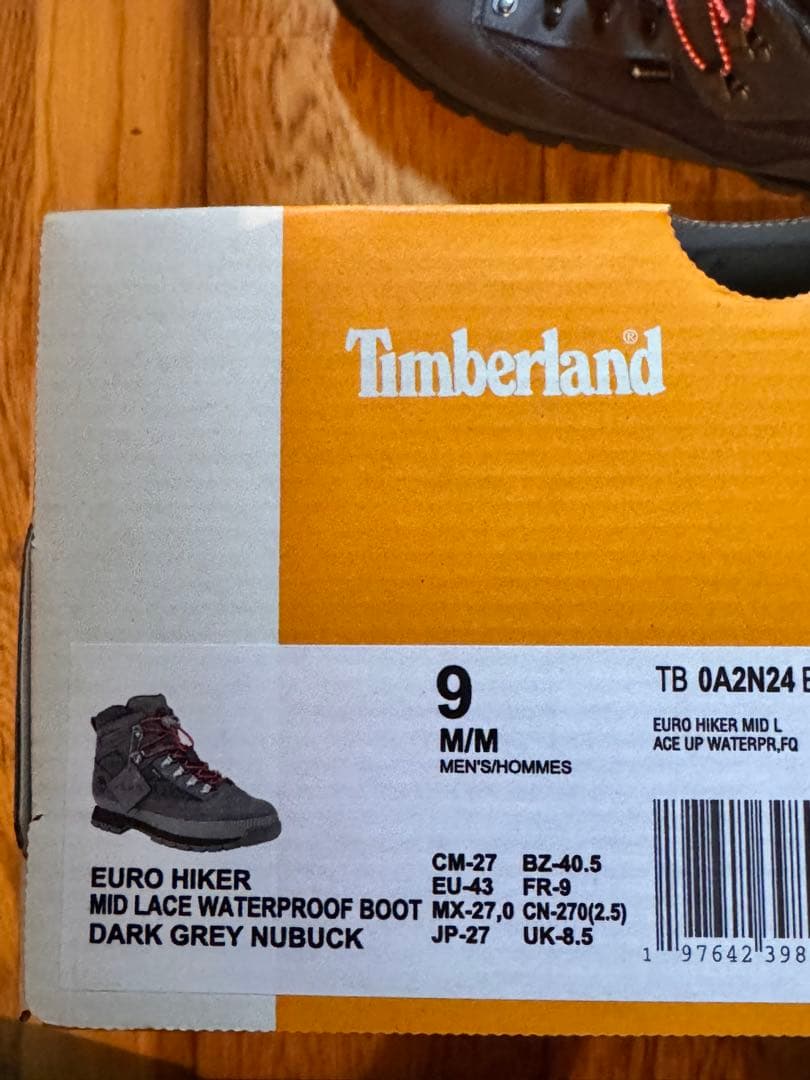 Timberland®
9
M/M
MEN'S/HOMMES
TB 0A2N24
EURO HIKER MID L
ACE UP WATERPR,FQ
EURO HIKER
MID LACE WATERPROOF BOOT
DARK GREY NUBUCK
CM-27 BZ-40.5
EU-43 FR-9
MX-27,0 CN-270(2.5)
JP-27 UK-8.5
1 97642 398